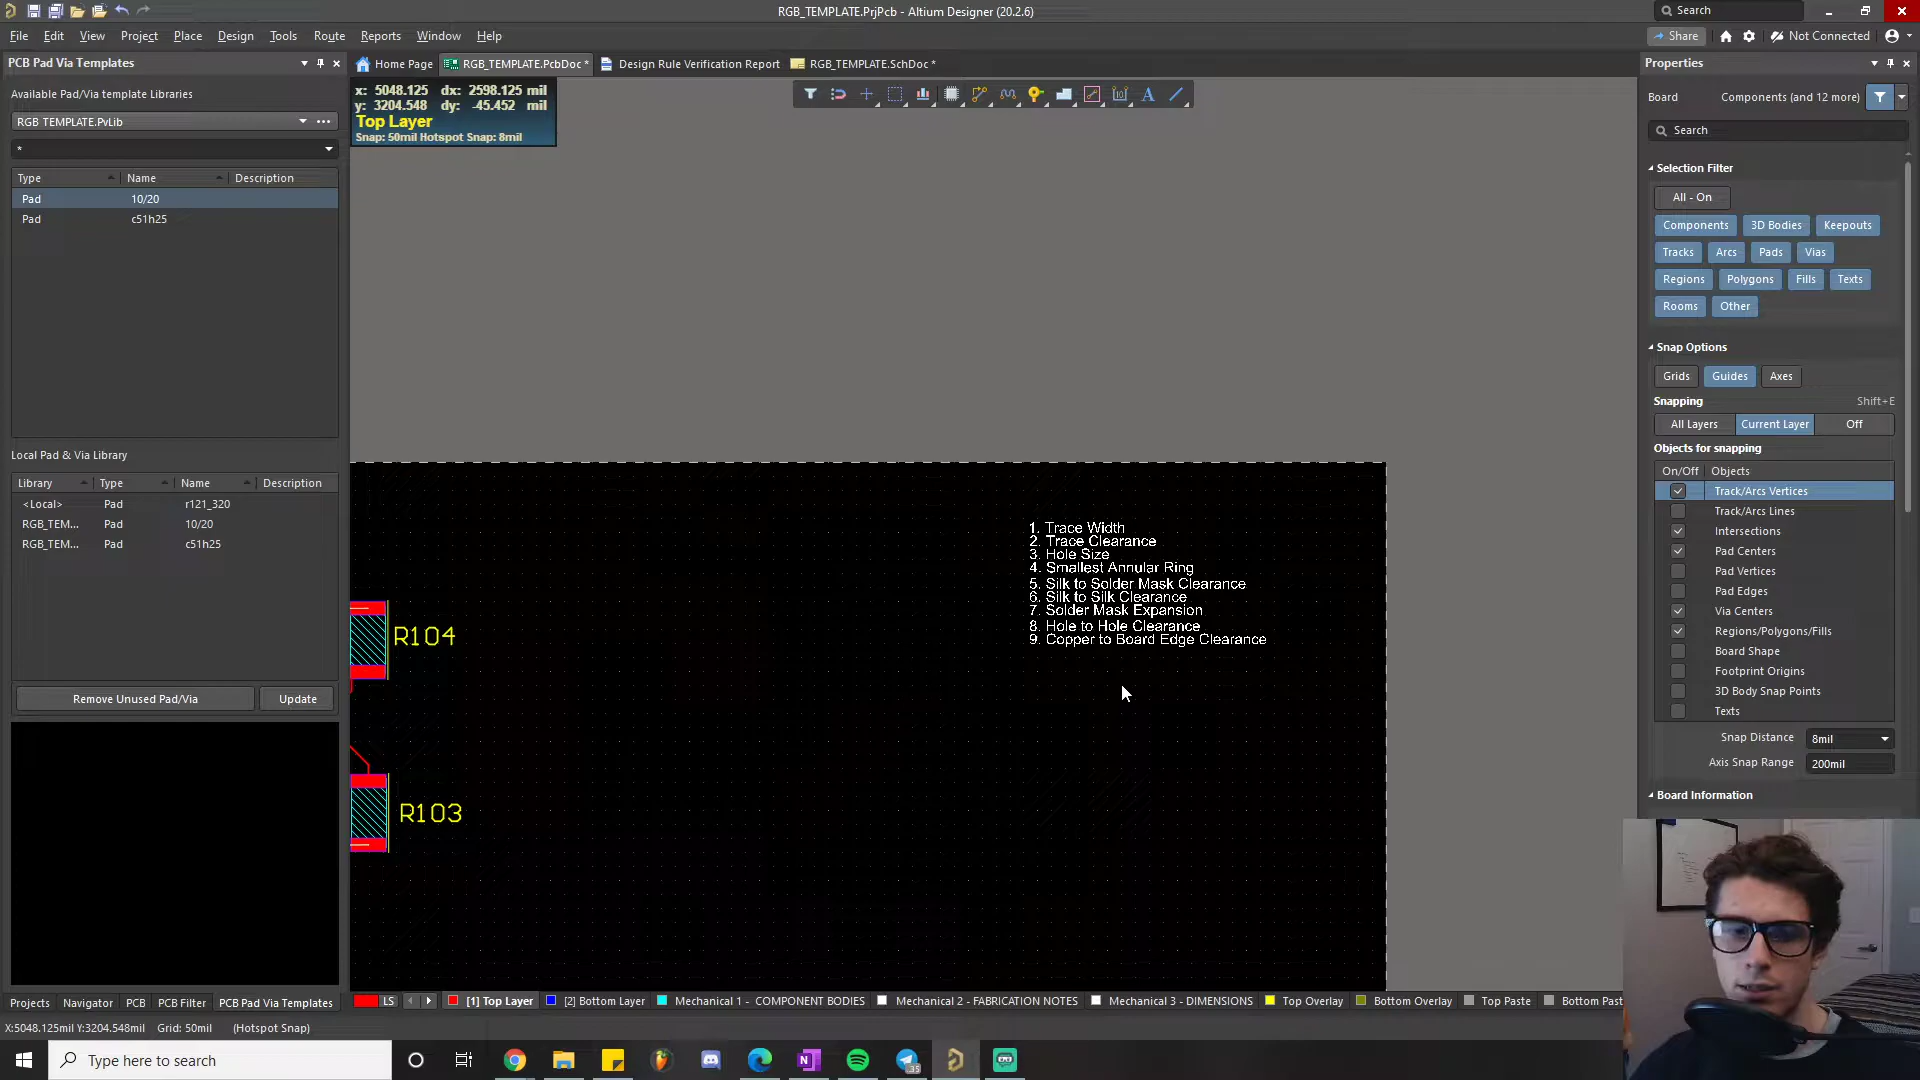 RGB_TEMPLATE.PrjPcb - Altium Designer (20.2.6)
Search
File Edit View Project Place Design Tools Route Reports Window Help
Share
Not Connected
PCB Pad Via Templates
Home Page
RGB_TEMPLATE.PcbDoc *
Design Rule Verification Report
RGB_TEMPLATE.SchDoc *
Properties
Available Pad/Via template Libraries
RGB TEMPLATE.PvLib
*
Type Name Description
Pad 10/20
Pad c51h25
Local Pad & Via Library
Library Type Name Description
<Local> Pad r121_320
RGB_TEM... Pad 10/20
RGB_TEM... Pad c51h25
Remove Unused Pad/Via
Update
Projects Navigator PCB PCB Filter PCB Pad Via Templates
x: 5048.125 dx: 2598.125 mil
y: 3204.548 dy: -45.452 mil
Top Layer
Snap: 50mil Hotspot Snap: 8mil
1. Trace Width
2. Trace Clearance
3. Hole Size
4. Smallest Annular Ring
5. Silk to Solder Mask Clearance
6. Silk to Silk Clearance
7. Solder Mask Expansion
8. Hole to Hole Clearance
9. Copper to Board Edge Clearance
R104
R103
Board Components (and 12 more)
Search
Selection Filter
All - On
Components 3D Bodies Keepouts
Tracks Arcs Pads Vias
Regions Polygons Fills Texts
Rooms Other
Snap Options
Grids Guides Axes
Snapping Shift+E
All Layers Current Layer Off
Objects for snapping
On/Off Objects
Track/Arcs Vertices
Track/Arcs Lines
Intersections
Pad Centers
Pad Vertices
Pad Edges
Via Centers
Regions/Polygons/Fills
Board Shape
Footprint Origins
3D Body Snap Points
Texts
Snap Distance 8mil
Axis Snap Range 200mil
Board Information
LS [1] Top Layer [2] Bottom Layer Mechanical 1 - COMPONENT BODIES Mechanical 2 - FABRICATION NOTES Mechanical 3 - DIMENSIONS Top Overlay Bottom Overlay Top Paste Bottom Past
X:5048.125mil Y:3204.548mil Grid: 50mil (Hotspot Snap)
Type here to search